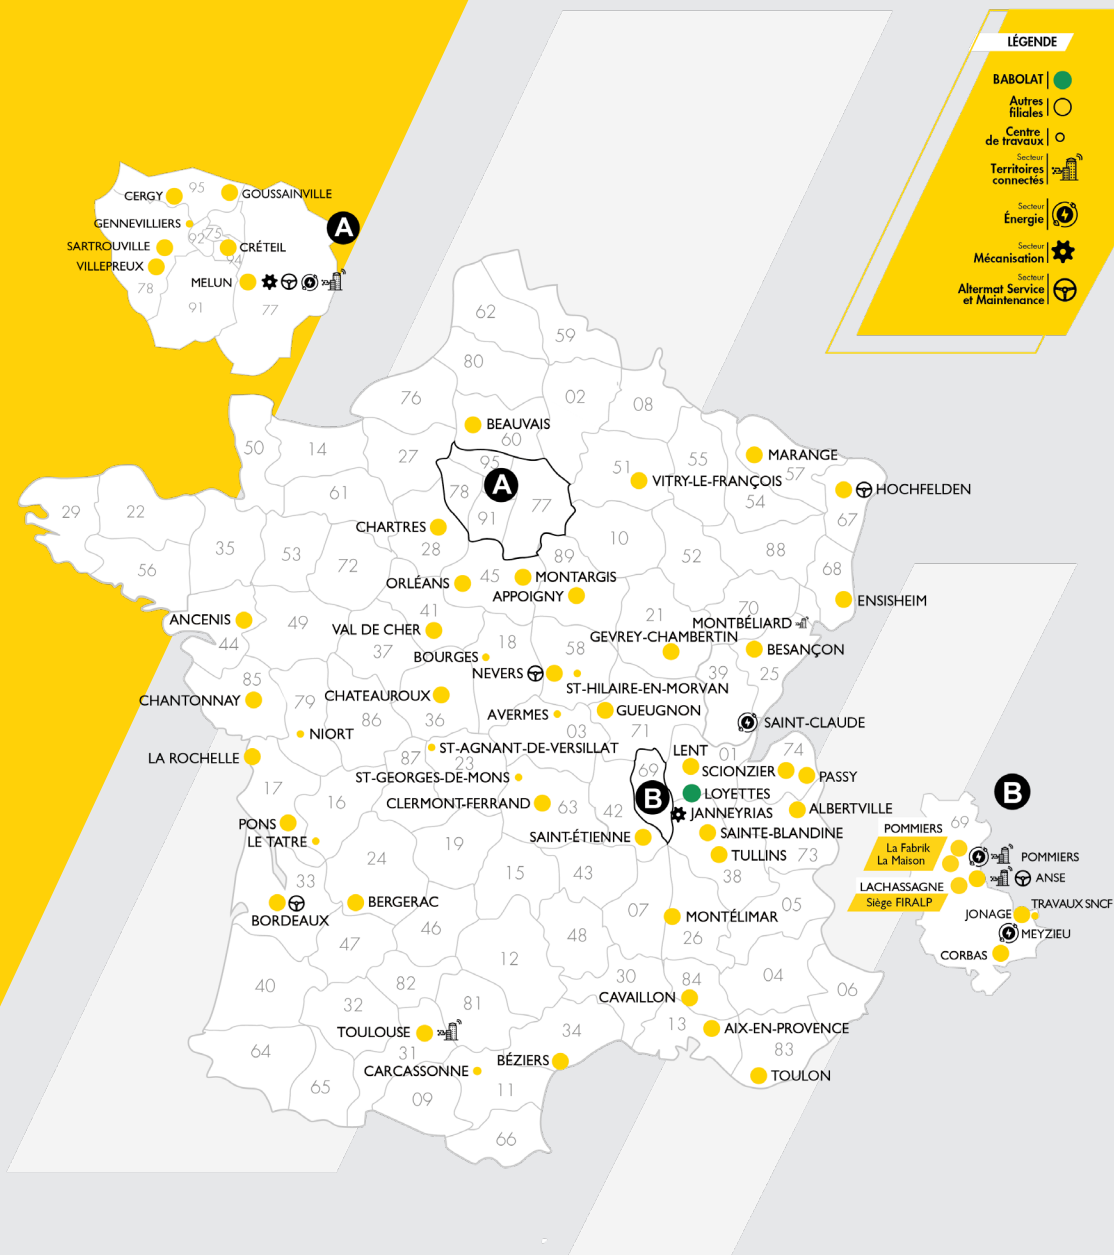 LÉGENDE
BABOLAT
Autres
filiales
Centre
de travaux
Secteur
Territoires
connectés
Secteur
Énergie
Secteur
Mécanisation
Secteur
Altermat Service
et Maintenance
95
CERGY
GOUSSAINVILLE
GENNEVILLIERS
A
92
75
SARTROUVILLE
CRÉTEIL
94
VILLEPREUX
MELUN
78
91
77
62
59
80
76
02
08
BEAUVAIS
60
50
14
27
95
A
51
55
MARANGE
57
VITRY-LE-FRANÇOIS
HOCHFELDEN
61
78
77
54
29
22
91
67
CHARTRES
10
35
53
28
88
89
52
72
56
68
45
MONTARGIS
ORLÉANS
APPOIGNY
ENSISHEIM
41
21
70
ANCENIS
49
MONTBÉLIARD
VAL DE CHER
GEVREY-CHAMBERTIN
44
18
58
37
BESANÇON
BOURGES
NEVERS
39
25
85
ST-HILAIRE-EN-MORVAN
CHANTONNAY
79
CHATEAUROUX
AVERMES
GUEUGNON
86
36
SAINT-CLAUDE
NIORT
03
71
ST-AGNANT-DE-VERSILLAT
LENT
01
74
LA ROCHELLE
87
23
69
SCIONZIER
PASSY
ST-GEORGES-DE-MONS
17
B
LOYETTES
16
CLERMONT-FERRAND
63
42
JANNEYRIAS
ALBERTVILLE
PONS
SAINT-ÉTIENNE
SAINTE-BLANDINE
LE TATRE
19
TULLINS
73
24
15
43
38
33
BERGERAC
07
05
BORDEAUX
MONTÉLIMAR
46
47
48
26
12
40
82
30
84
04
06
32
81
CAVAILLON
TOULOUSE
34
13
AIX-EN-PROVENCE
64
31
BÉZIERS
83
CARCASSONNE
TOULON
65
09
11
66
B
69
POMMIERS
La Fabrik
La Maison
POMMIERS
ANSE
LACHASSAGNE
Siège FIRALP
TRAVAUX SNCF
JONAGE
MEYZIEU
CORBAS